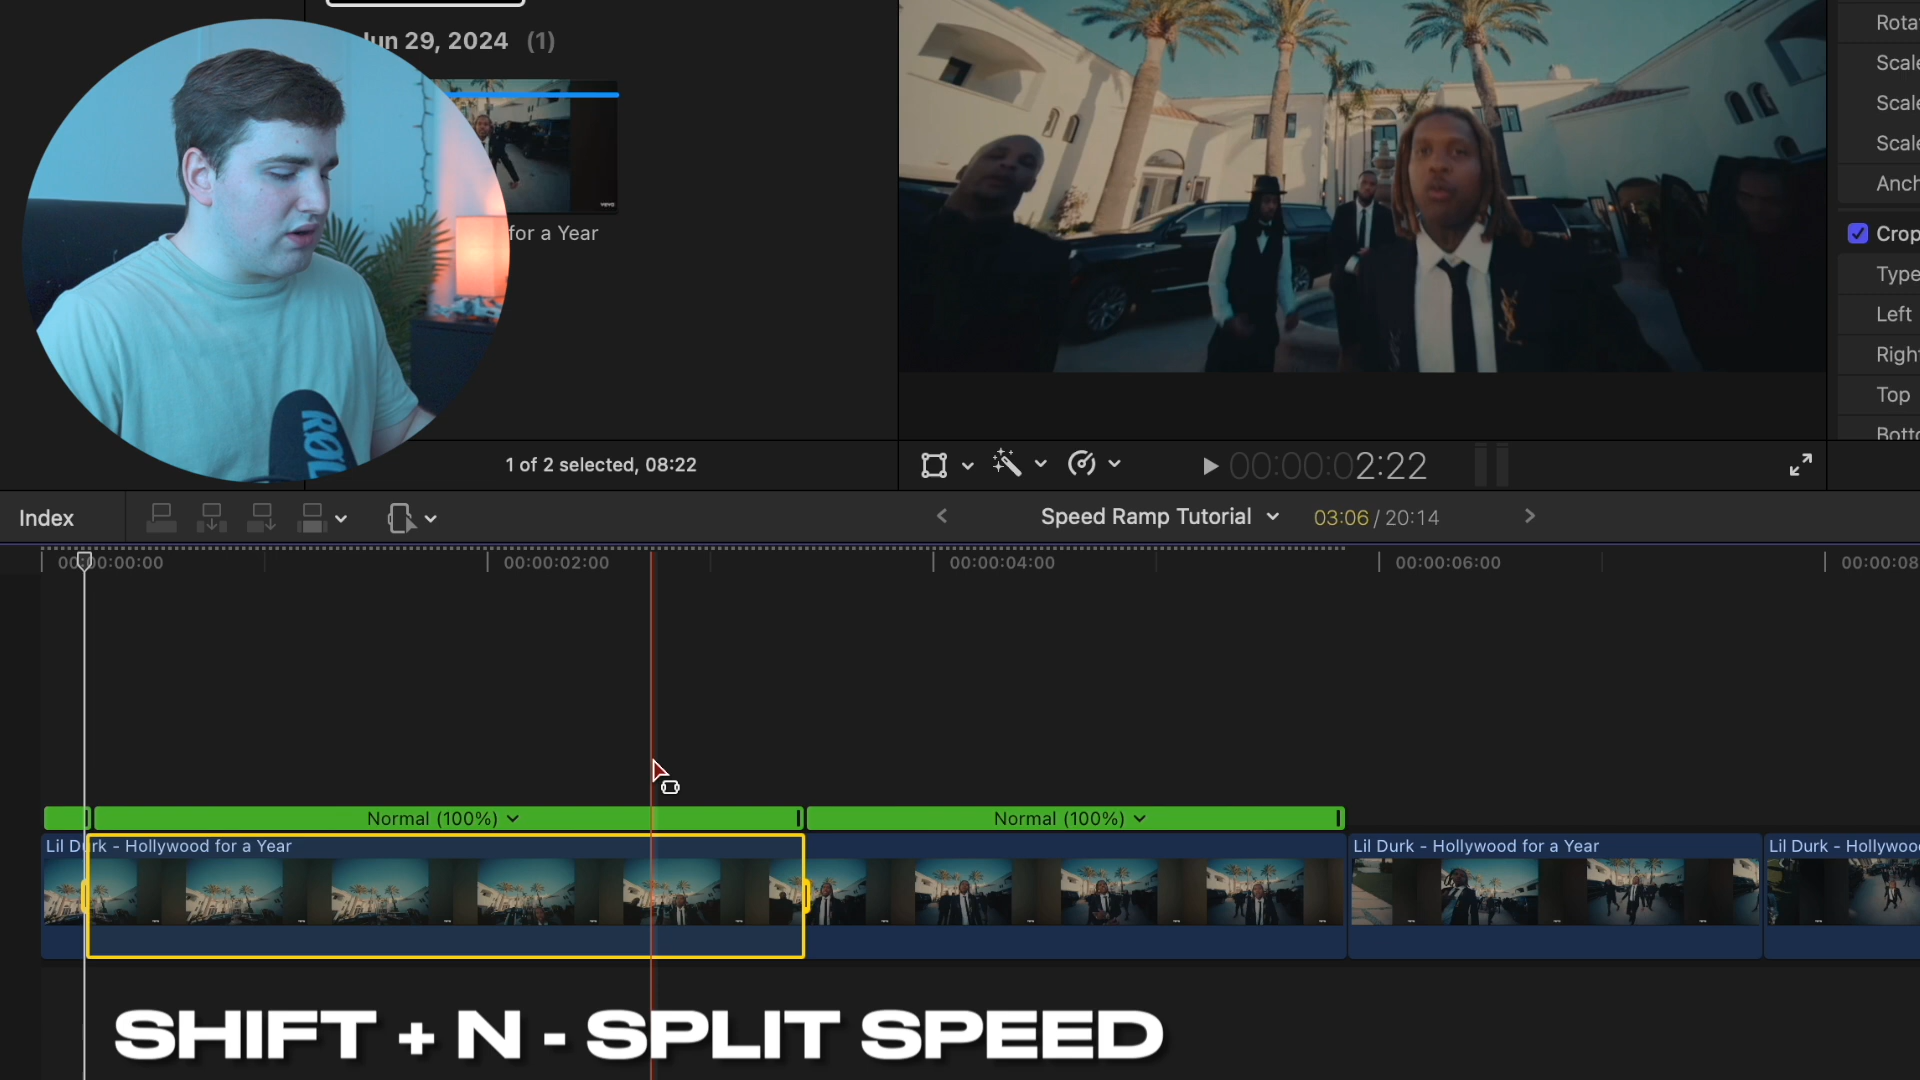 Jun 29, 2024 (1)
for a Year
1 of 2 selected, 08:22
00:00:02:22
Rota
Scale
Scale
Scale
Anch
Crop
Type
Left
Right
Top
Botto
Index
Speed Ramp Tutorial
03:06 / 20:14
00:00:00:00
00:00:02:00
00:00:04:00
00:00:06:00
00:00:08
Normal (100%)
Normal (100%)
Lil Durk - Hollywood for a Year
Lil Durk - Hollywood for a Year
Lil Durk - Hollywoo
SHIFT + N - SPLIT SPEED